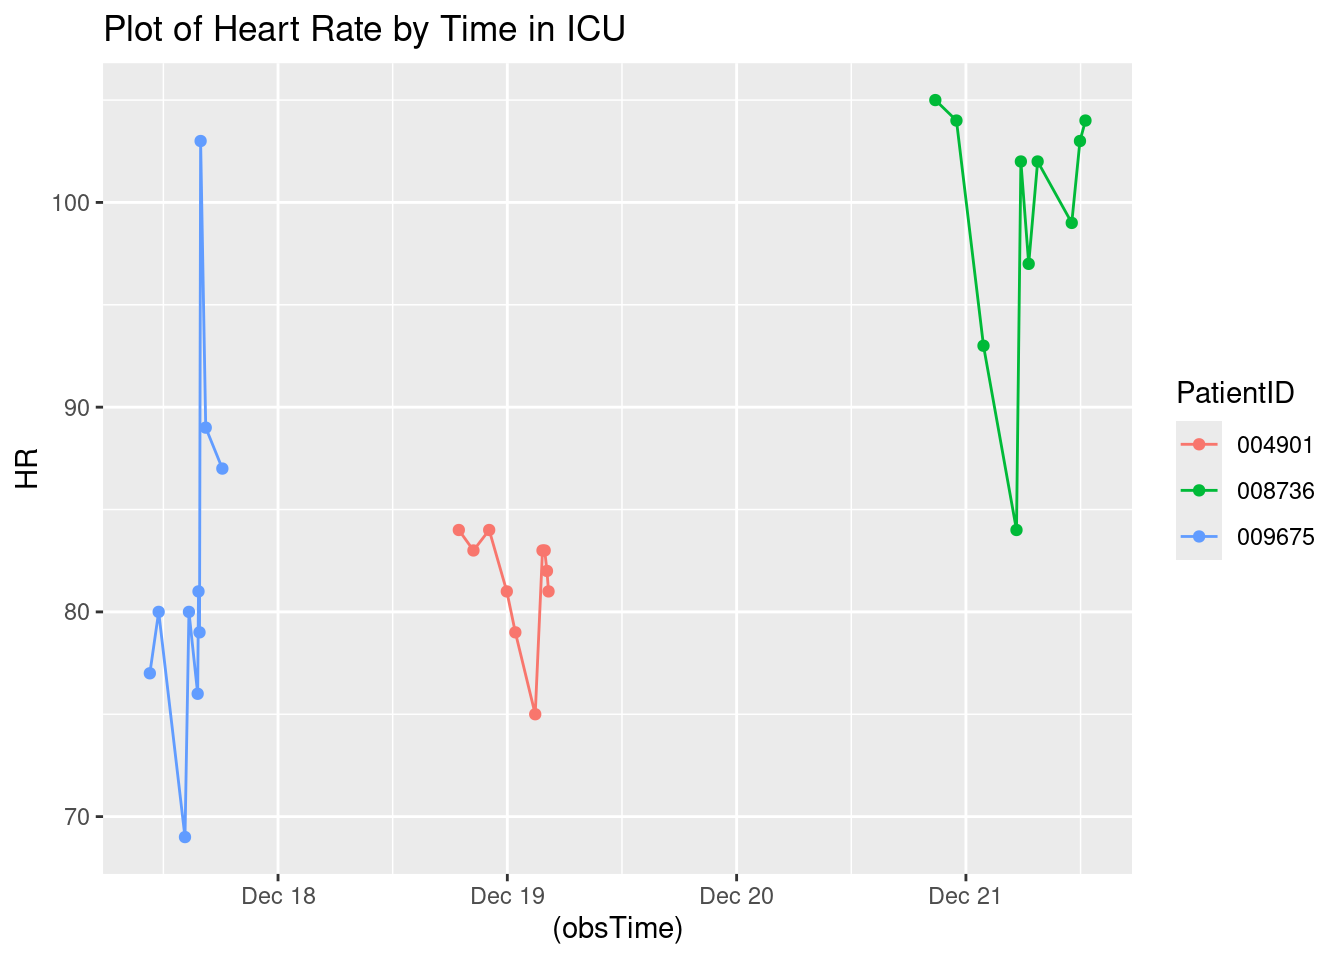 Plot of Heart Rate by Time in ICU
100
90
80
70
HR
Dec 18
Dec 19
Dec 20
Dec 21
(obsTime)
PatientID
004901
008736
009675